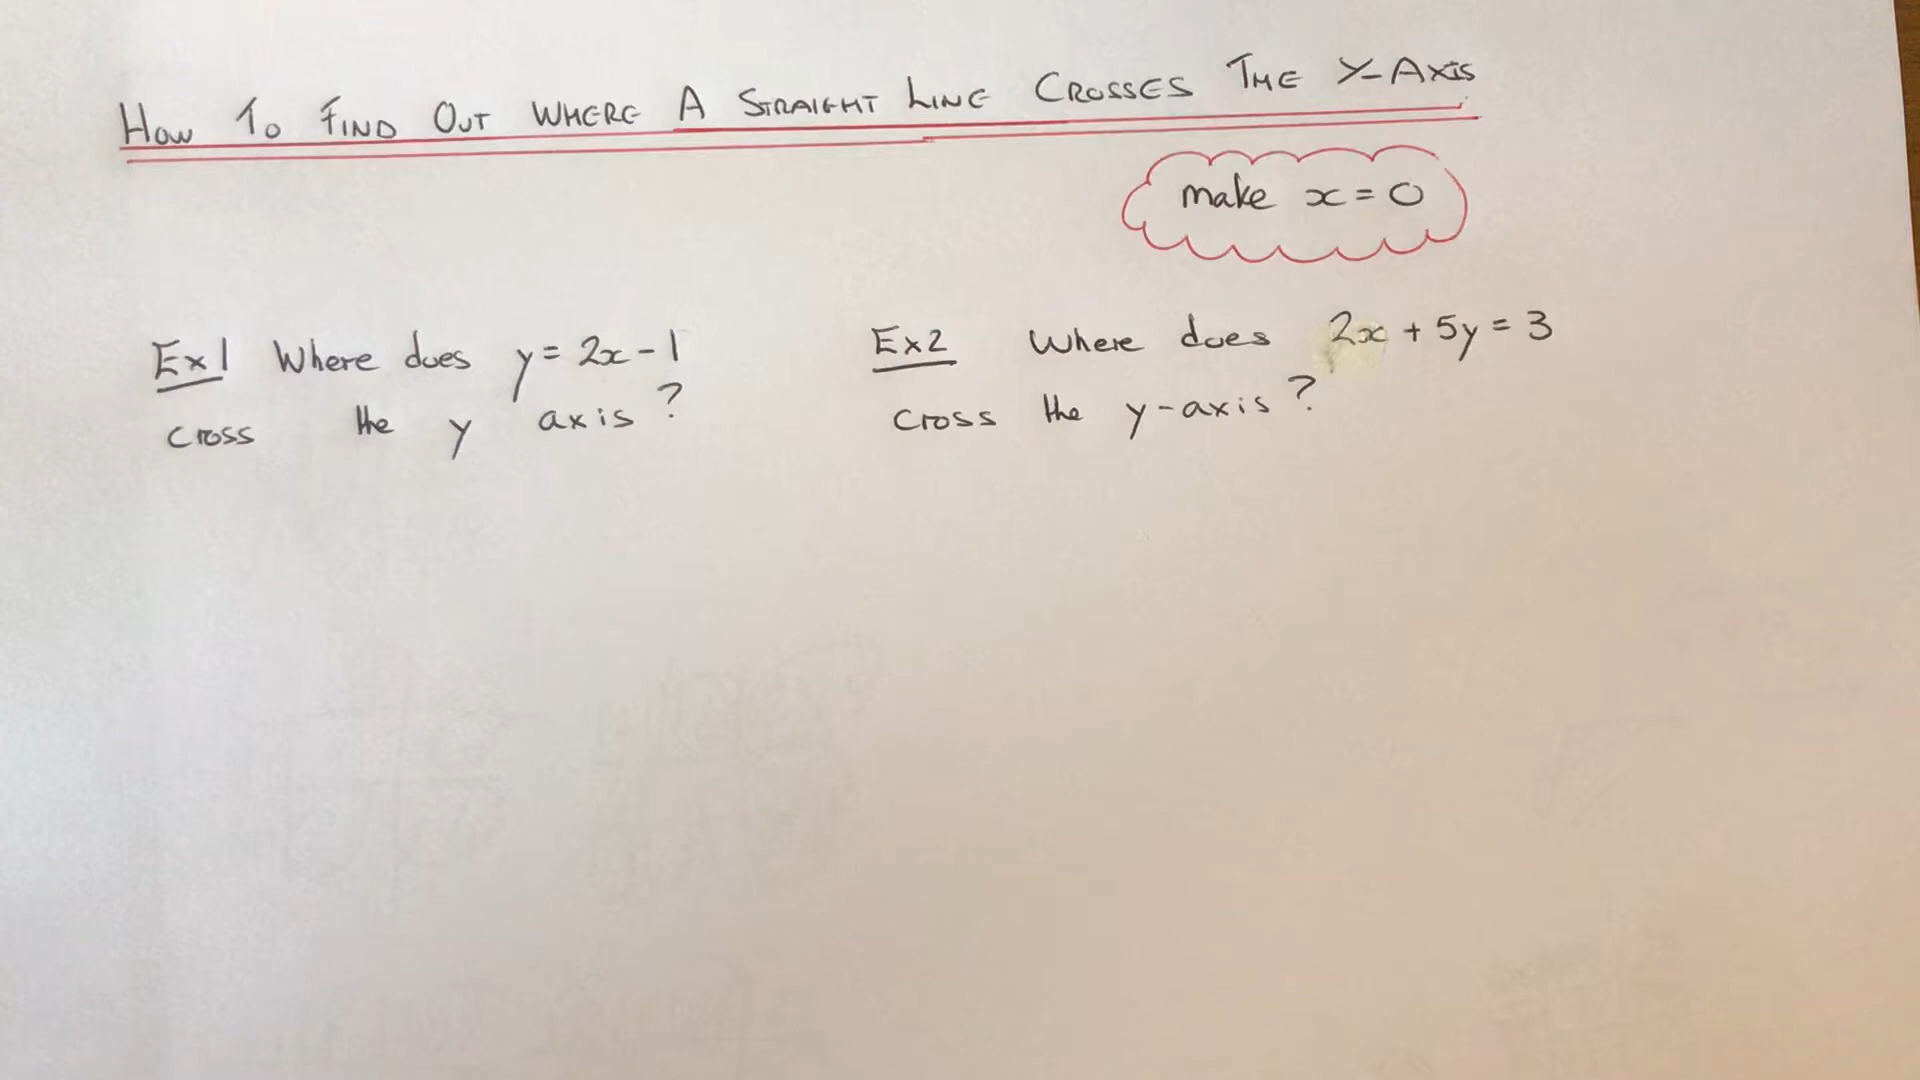 HOW TO FIND OUT WHERE A STRAIGHT LINE CROSSES THE Y-AXIS
make x = 0
Ex1 Where does y = 2x - 1
cross the y axis?
Ex2 Where does 2x + 5y = 3
cross the y-axis?